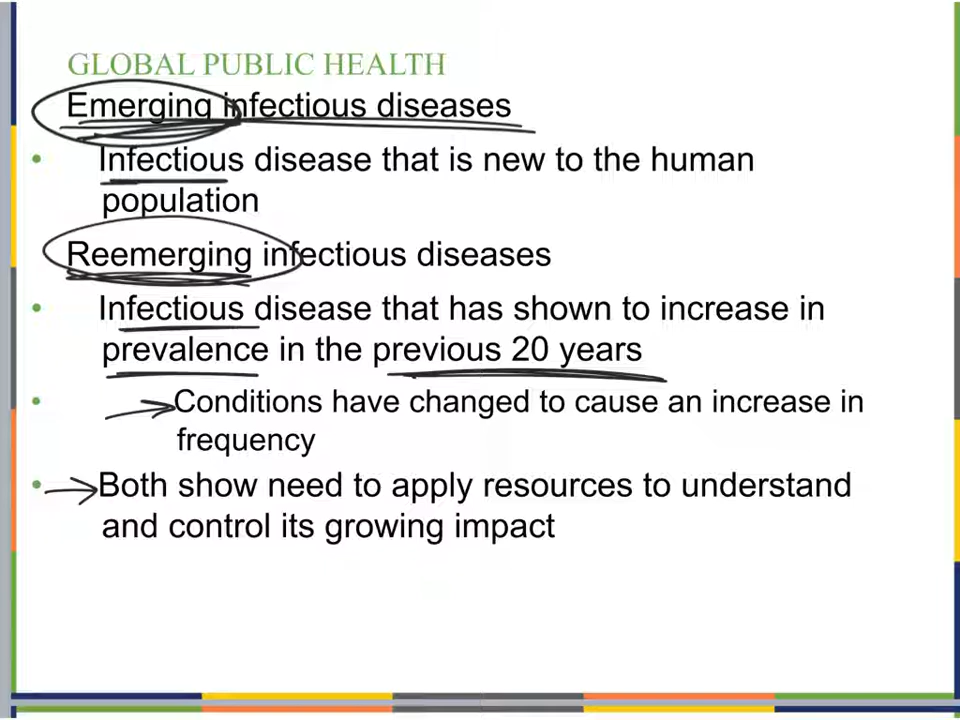 GLOBAL PUBLIC HEALTH
Emerging infectious diseases
• Infectious disease that is new to the human
population
Reemerging infectious diseases
• Infectious disease that has shown to increase in
prevalence in the previous 20 years
• Conditions have changed to cause an increase in
frequency
• Both show need to apply resources to understand
and control its growing impact